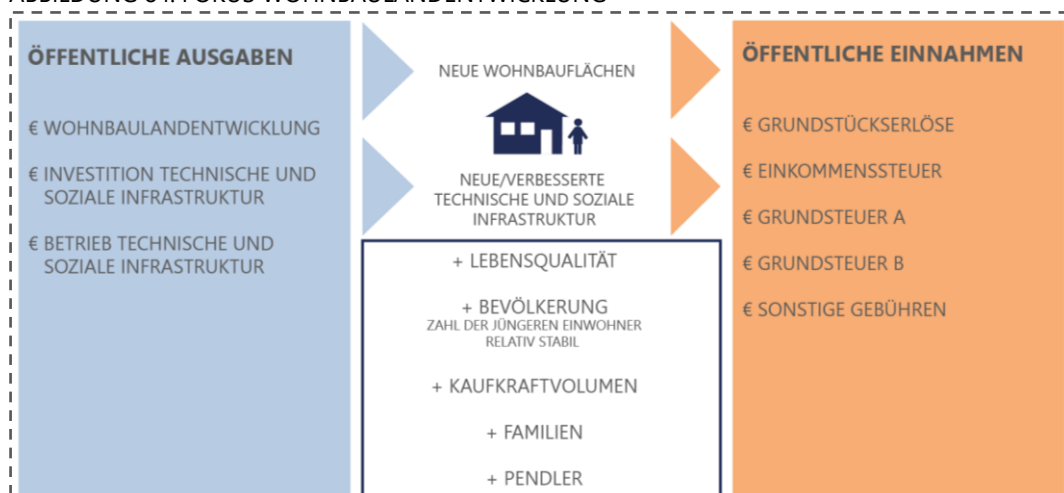 ÖFFENTLICHE AUSGABEN
€ WOHNBAULANDENTWICKLUNG
€ INVESTITION TECHNISCHE UND
SOZIALE INFRASTRUKTUR
€ BETRIEB TECHNISCHE UND
SOZIALE INFRASTRUKTUR
NEUE WOHNBAUFLÄCHEN
NEUE/VERBESSERTE
TECHNISCHE UND SOZIALE
INFRASTRUKTUR
+ LEBENSQUALITÄT
+ BEVÖLKERUNG
ZAHL DER JÜNGEREN EINWOHNER
RELATIV STABIL
+ KAUFKRAFTVOLUMEN
+ FAMILIEN
+ PENDLER
ÖFFENTLICHE EINNAHMEN
€ GRUNDSTÜCKSERLÖSE
€ EINKOMMENSSTEUER
€ GRUNDSTEUER A
€ GRUNDSTEUER B
€ SONSTIGE GEBÜHREN